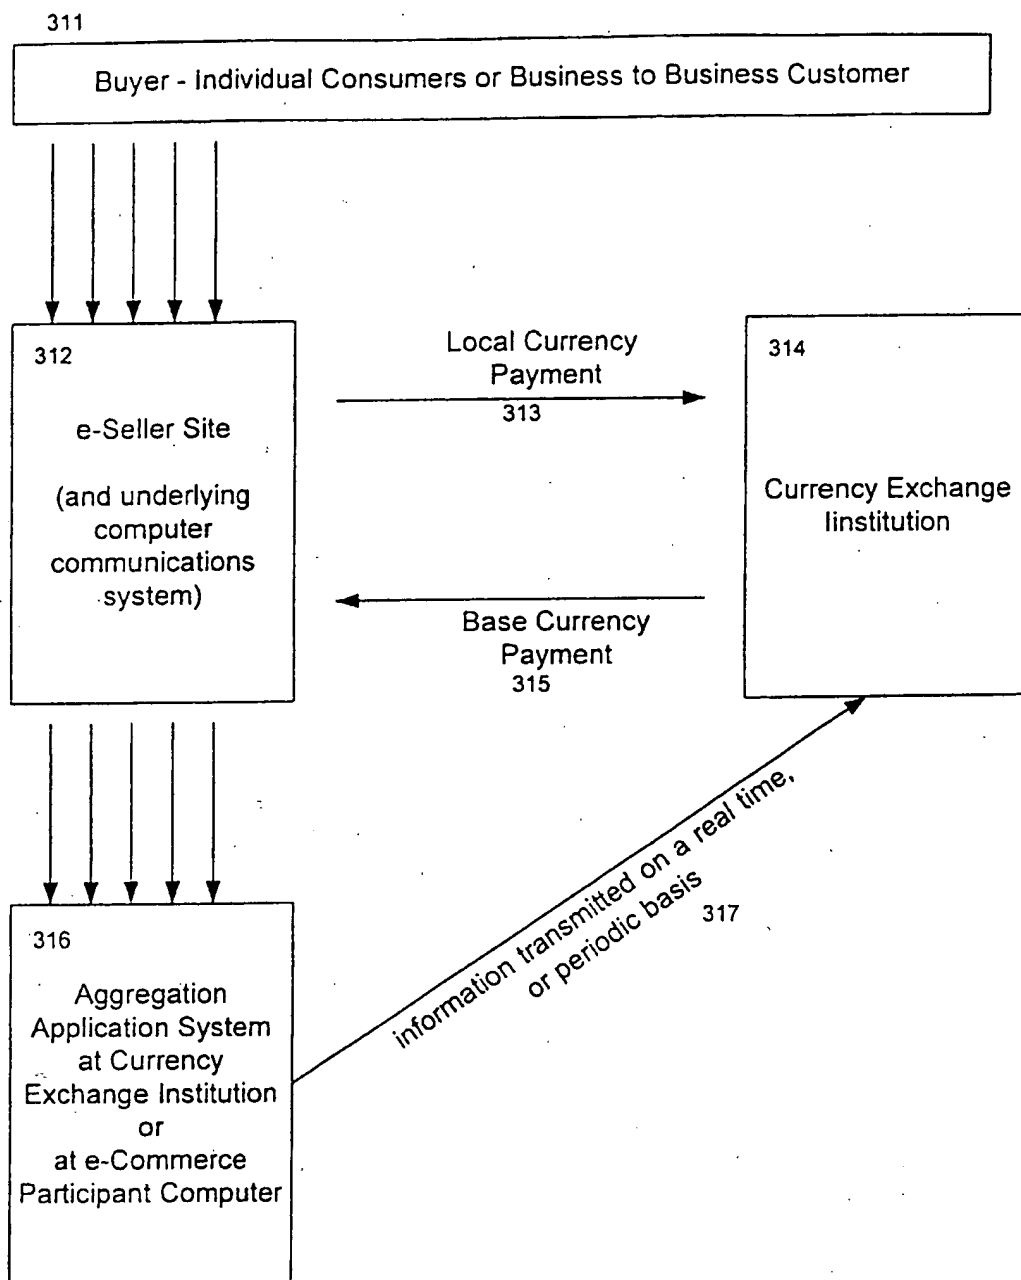 311
Buyer - Individual Consumers or Business to Business Customer
312
e-Seller Site
(and underlying
computer
communications
system)
Local Currency
Payment
313
314
Currency Exchange
Iinstitution
Base Currency
Payment
315
316
Aggregation
Application System
at Currency
Exchange Institution
or
at e-Commerce
Participant Computer
information transmitted on a real time,
or periodic basis
317